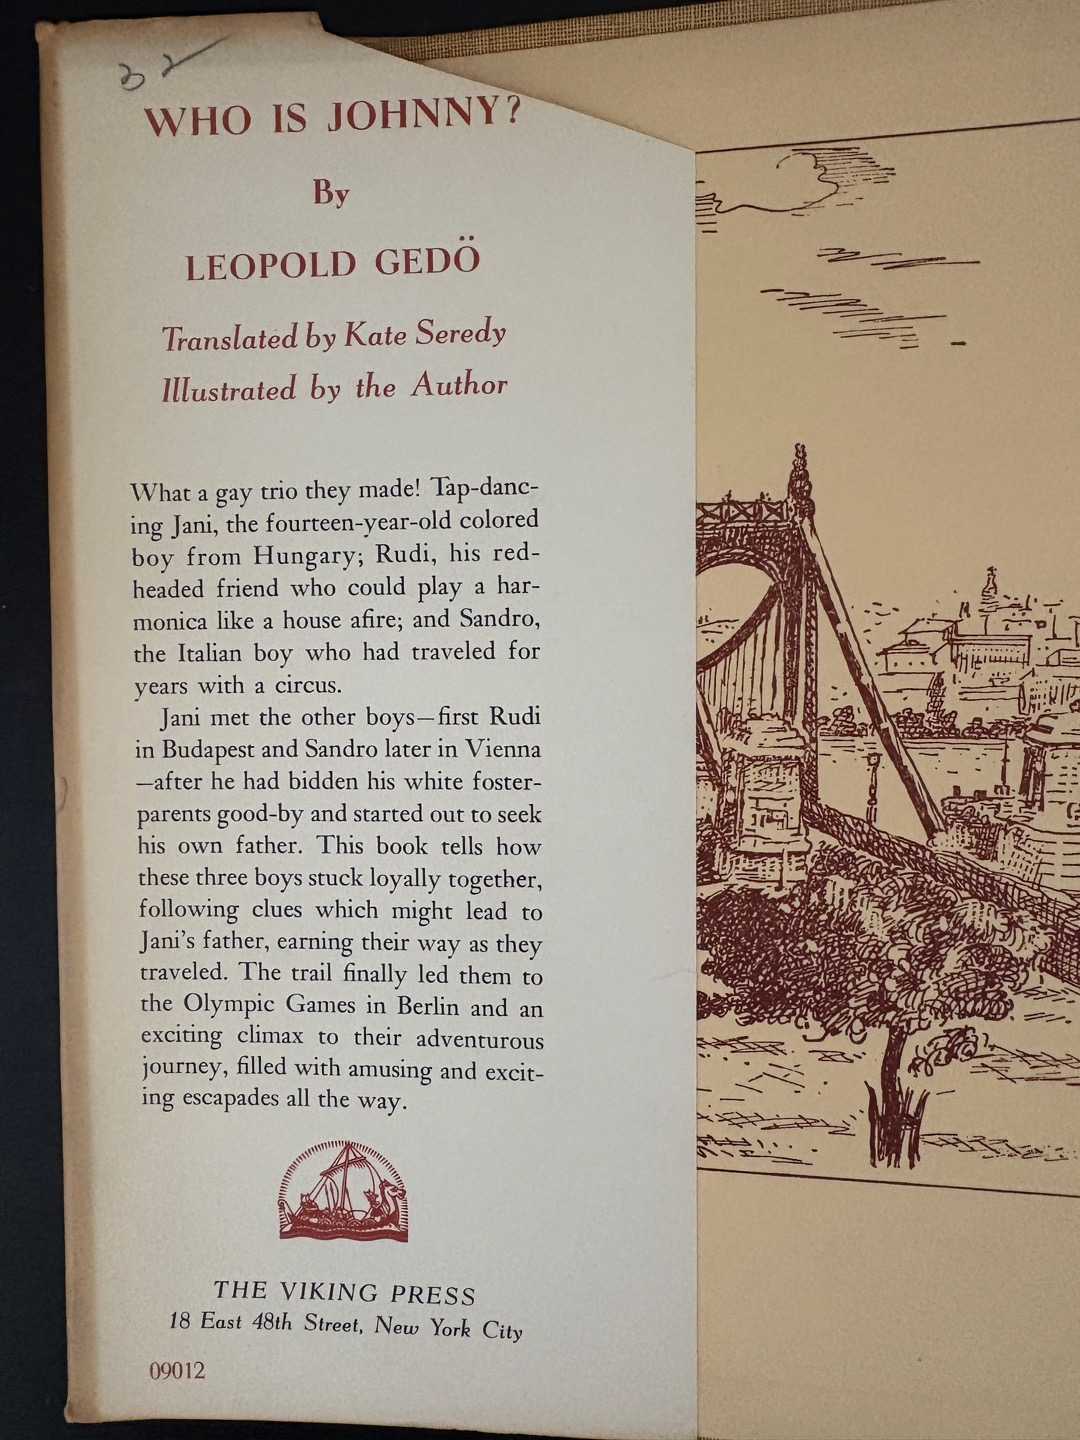 32
WHO IS JOHNNY?
By
LEOPOLD GEDÖ
Translated by Kate Seredy
Illustrated by the Author
What a gay trio they made! Tap-danc-
ing Jani, the fourteen-year-old colored
boy from Hungary; Rudi, his red-
headed friend who could play a har-
monica like a house afire; and Sandro,
the Italian boy who had traveled for
years with a circus.
Jani met the other boys—first Rudi
in Budapest and Sandro later in Vienna
—after he had bidden his white foster-
parents good-by and started out to seek
his own father. This book tells how
these three boys stuck loyally together,
following clues which might lead to
Jani's father, earning their way as they
traveled. The trail finally led them to
the Olympic Games in Berlin and an
exciting climax to their adventurous
journey, filled with amusing and excit-
ing escapades all the way.
THE VIKING PRESS
18 East 48th Street, New York City
09012